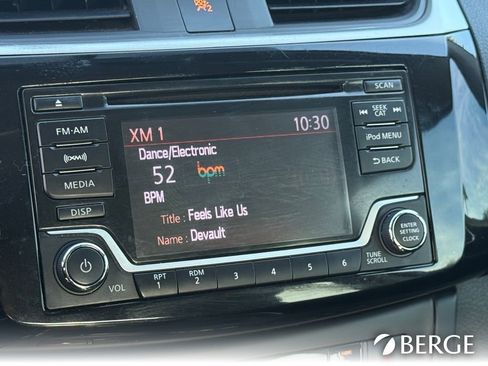 2
SCAN
FM·AM
XM
MEDIA
DISP
XM 1 10:30
Dance/Electronic
52 bpm
BPM
Title : Feels Like Us
Name : Devault
SEEK
CAT
iPod MENU
BACK
ENTER
SETTING
CLOCK
TUNE
SCROLL
VOL
RPT
1
RDM
2
3
4
5
6
BERGE